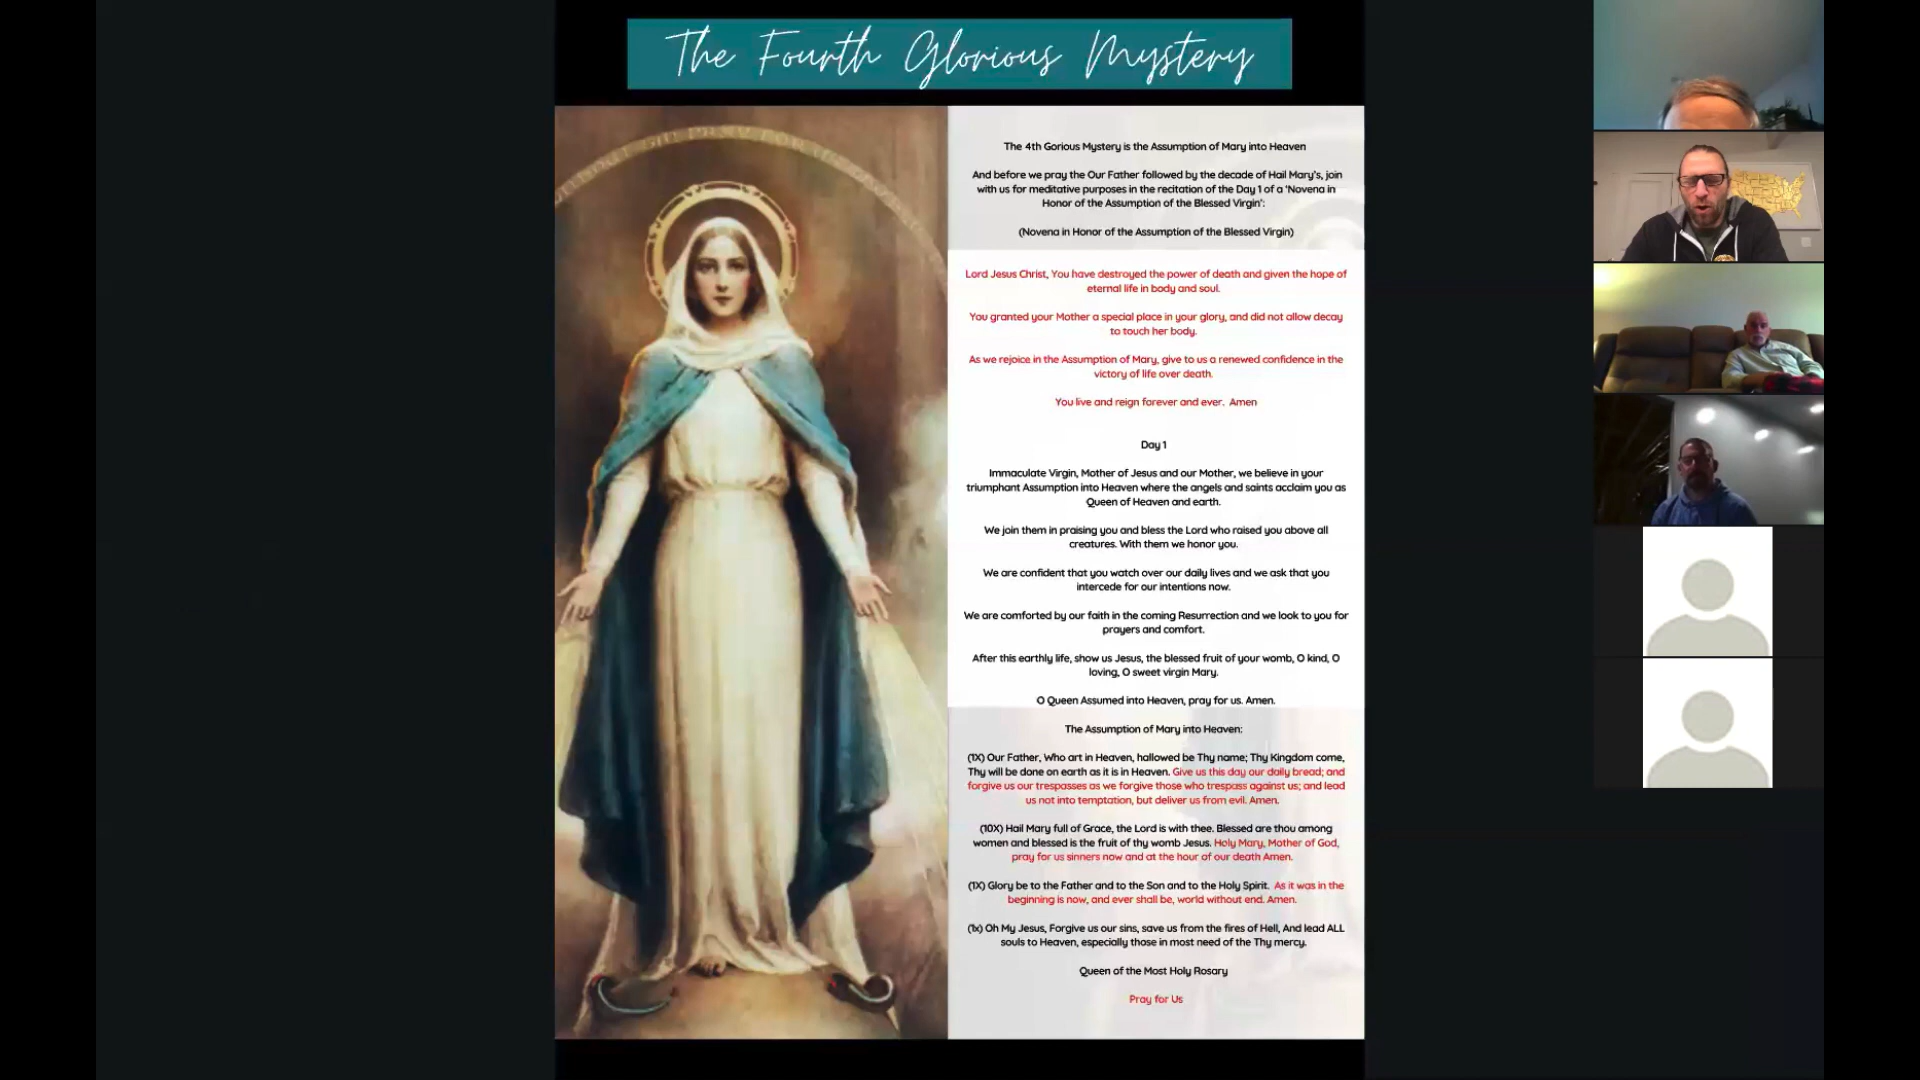 The Fourth Glorious Mystery
The 4th Gorious Mystery is the Assumption of Mary into Heaven
And before we pray the Our Father followed by the decade of Hail Mary's, join
with us for meditative purposes in the recitation of the Day 1 of a 'Novena in
Honor of the Assumption of the Blessed Virgin':
(Novena in Honor of the Assumption of the Blessed Virgin)
Lord Jesus Christ, You have destroyed the power of death and given the hope of
eternal life in body and soul.
You granted your Mother a special place in your glory, and did not allow decay
to touch her body.
As we rejoice in the Assumption of Mary, give to us a renewed confidence in the
victory of life over death.
You live and reign forever and ever. Amen
Day 1
Immaculate Virgin, Mother of Jesus and our Mother, we believe in your
triumphant Assumption into Heaven where the angels and saints acclaim you as
Queen of Heaven and earth.
We join them in praising you and bless the Lord who raised you above all
creatures. With them we honor you.
We are confident that you watch over our daily lives and we ask that you
intercede for our intentions now.
We are comforted by our faith in the coming Resurrection and we look to you for
prayers and comfort.
After this earthly life, show us Jesus, the blessed fruit of your womb, O kind, O
loving, O sweet virgin Mary.
O Queen Assumed into Heaven, pray for us. Amen.
The Assumption of Mary into Heaven:
(1X) Our Father, Who art in Heaven, hallowed be Thy name; Thy Kingdom come,
Thy will be done on earth as it is in Heaven. Give us this day our daily bread; and
forgive us our trespasses as we forgive those who trespass against us; and lead
us not into temptation, but deliver us from evil. Amen.
(10X) Hail Mary full of Grace, the Lord is with thee. Blessed are thou among
women and blessed is the fruit of thy womb Jesus. Holy Mary, Mother of God,
pray for us sinners now and at the hour of our death Amen.
(1X) Glory be to the Father and to the Son and to the Holy Spirit. As it was in the
beginning is now, and ever shall be, world without end. Amen.
(1x) Oh My Jesus, Forgive us our sins, save us from the fires of Hell, And lead ALL
souls to Heaven, especially those in most need of the Thy mercy.
Queen of the Most Holy Rosary
Pray for Us